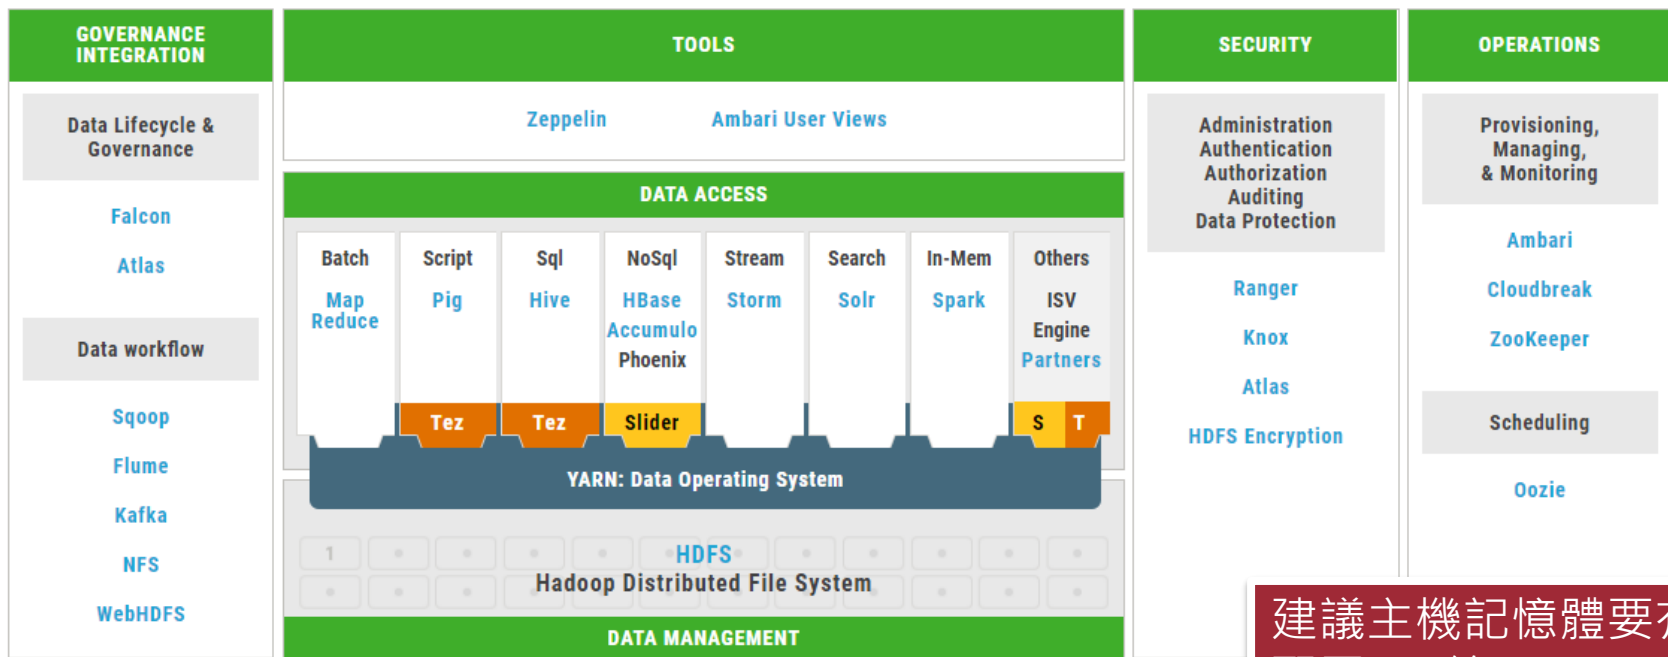 GOVERNANCE
INTEGRATION
Data Lifecycle &
Governance
Falcon
Atlas
Data workflow
Sqoop
Flume
Kafka
NFS
WebHDFS
TOOLS
Zeppelin
Ambari User Views
DATA ACCESS
Batch
Map
Reduce
Script
Pig
Tez
Sql
Hive
Tez
NoSql
HBase
Accumulo
Phoenix
Slider
Stream
Storm
Search
Solr
In-Mem
Spark
Others
ISV
Engine
Partners
S
T
YARN: Data Operating System
1
HDFS
Hadoop Distributed File System
DATA MANAGEMENT
SECURITY
Administration
Authentication
Authorization
Auditing
Data Protection
Ranger
Knox
Atlas
HDFS Encryption
OPERATIONS
Provisioning,
Managing,
& Monitoring
Ambari
Cloudbreak
ZooKeeper
Scheduling
Oozie
建議主機記憶體要